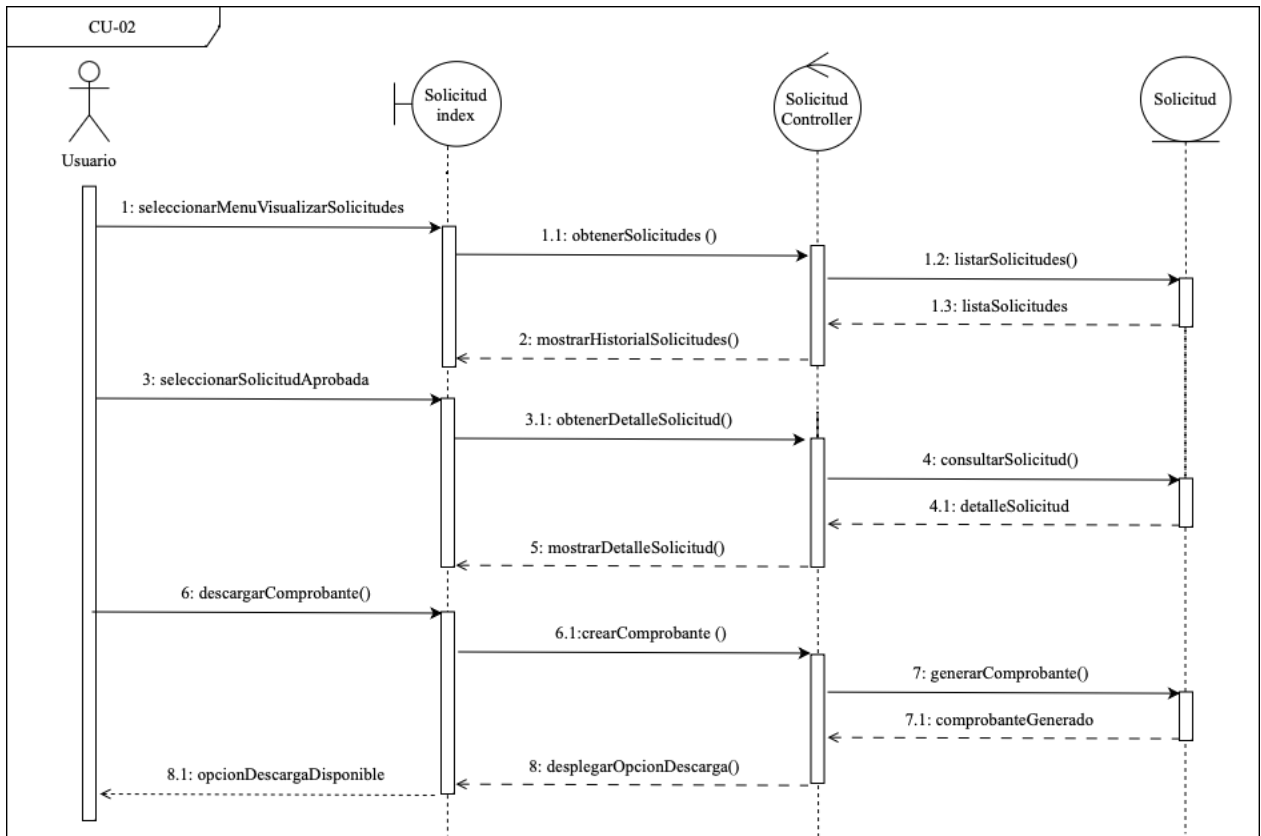 CU-02
Usuario
Solicitud
index
Solicitud
Controller
Solicitud
1: seleccionarMenuVisualizarSolicitudes
1.1: obtenerSolicitudes ()
1.2: listarSolicitudes()
1.3: listaSolicitudes
2: mostrarHistorialSolicitudes()
3: seleccionarSolicitudAprobada
3.1: obtenerDetalleSolicitud()
4: consultarSolicitud()
4.1: detalleSolicitud
5: mostrarDetalleSolicitud()
6: descargarComprobante()
6.1:crearComprobante ()
7: generarComprobante()
7.1: comprobanteGenerado
8: desplegarOpcionDescarga()
8.1: opcionDescargaDisponible